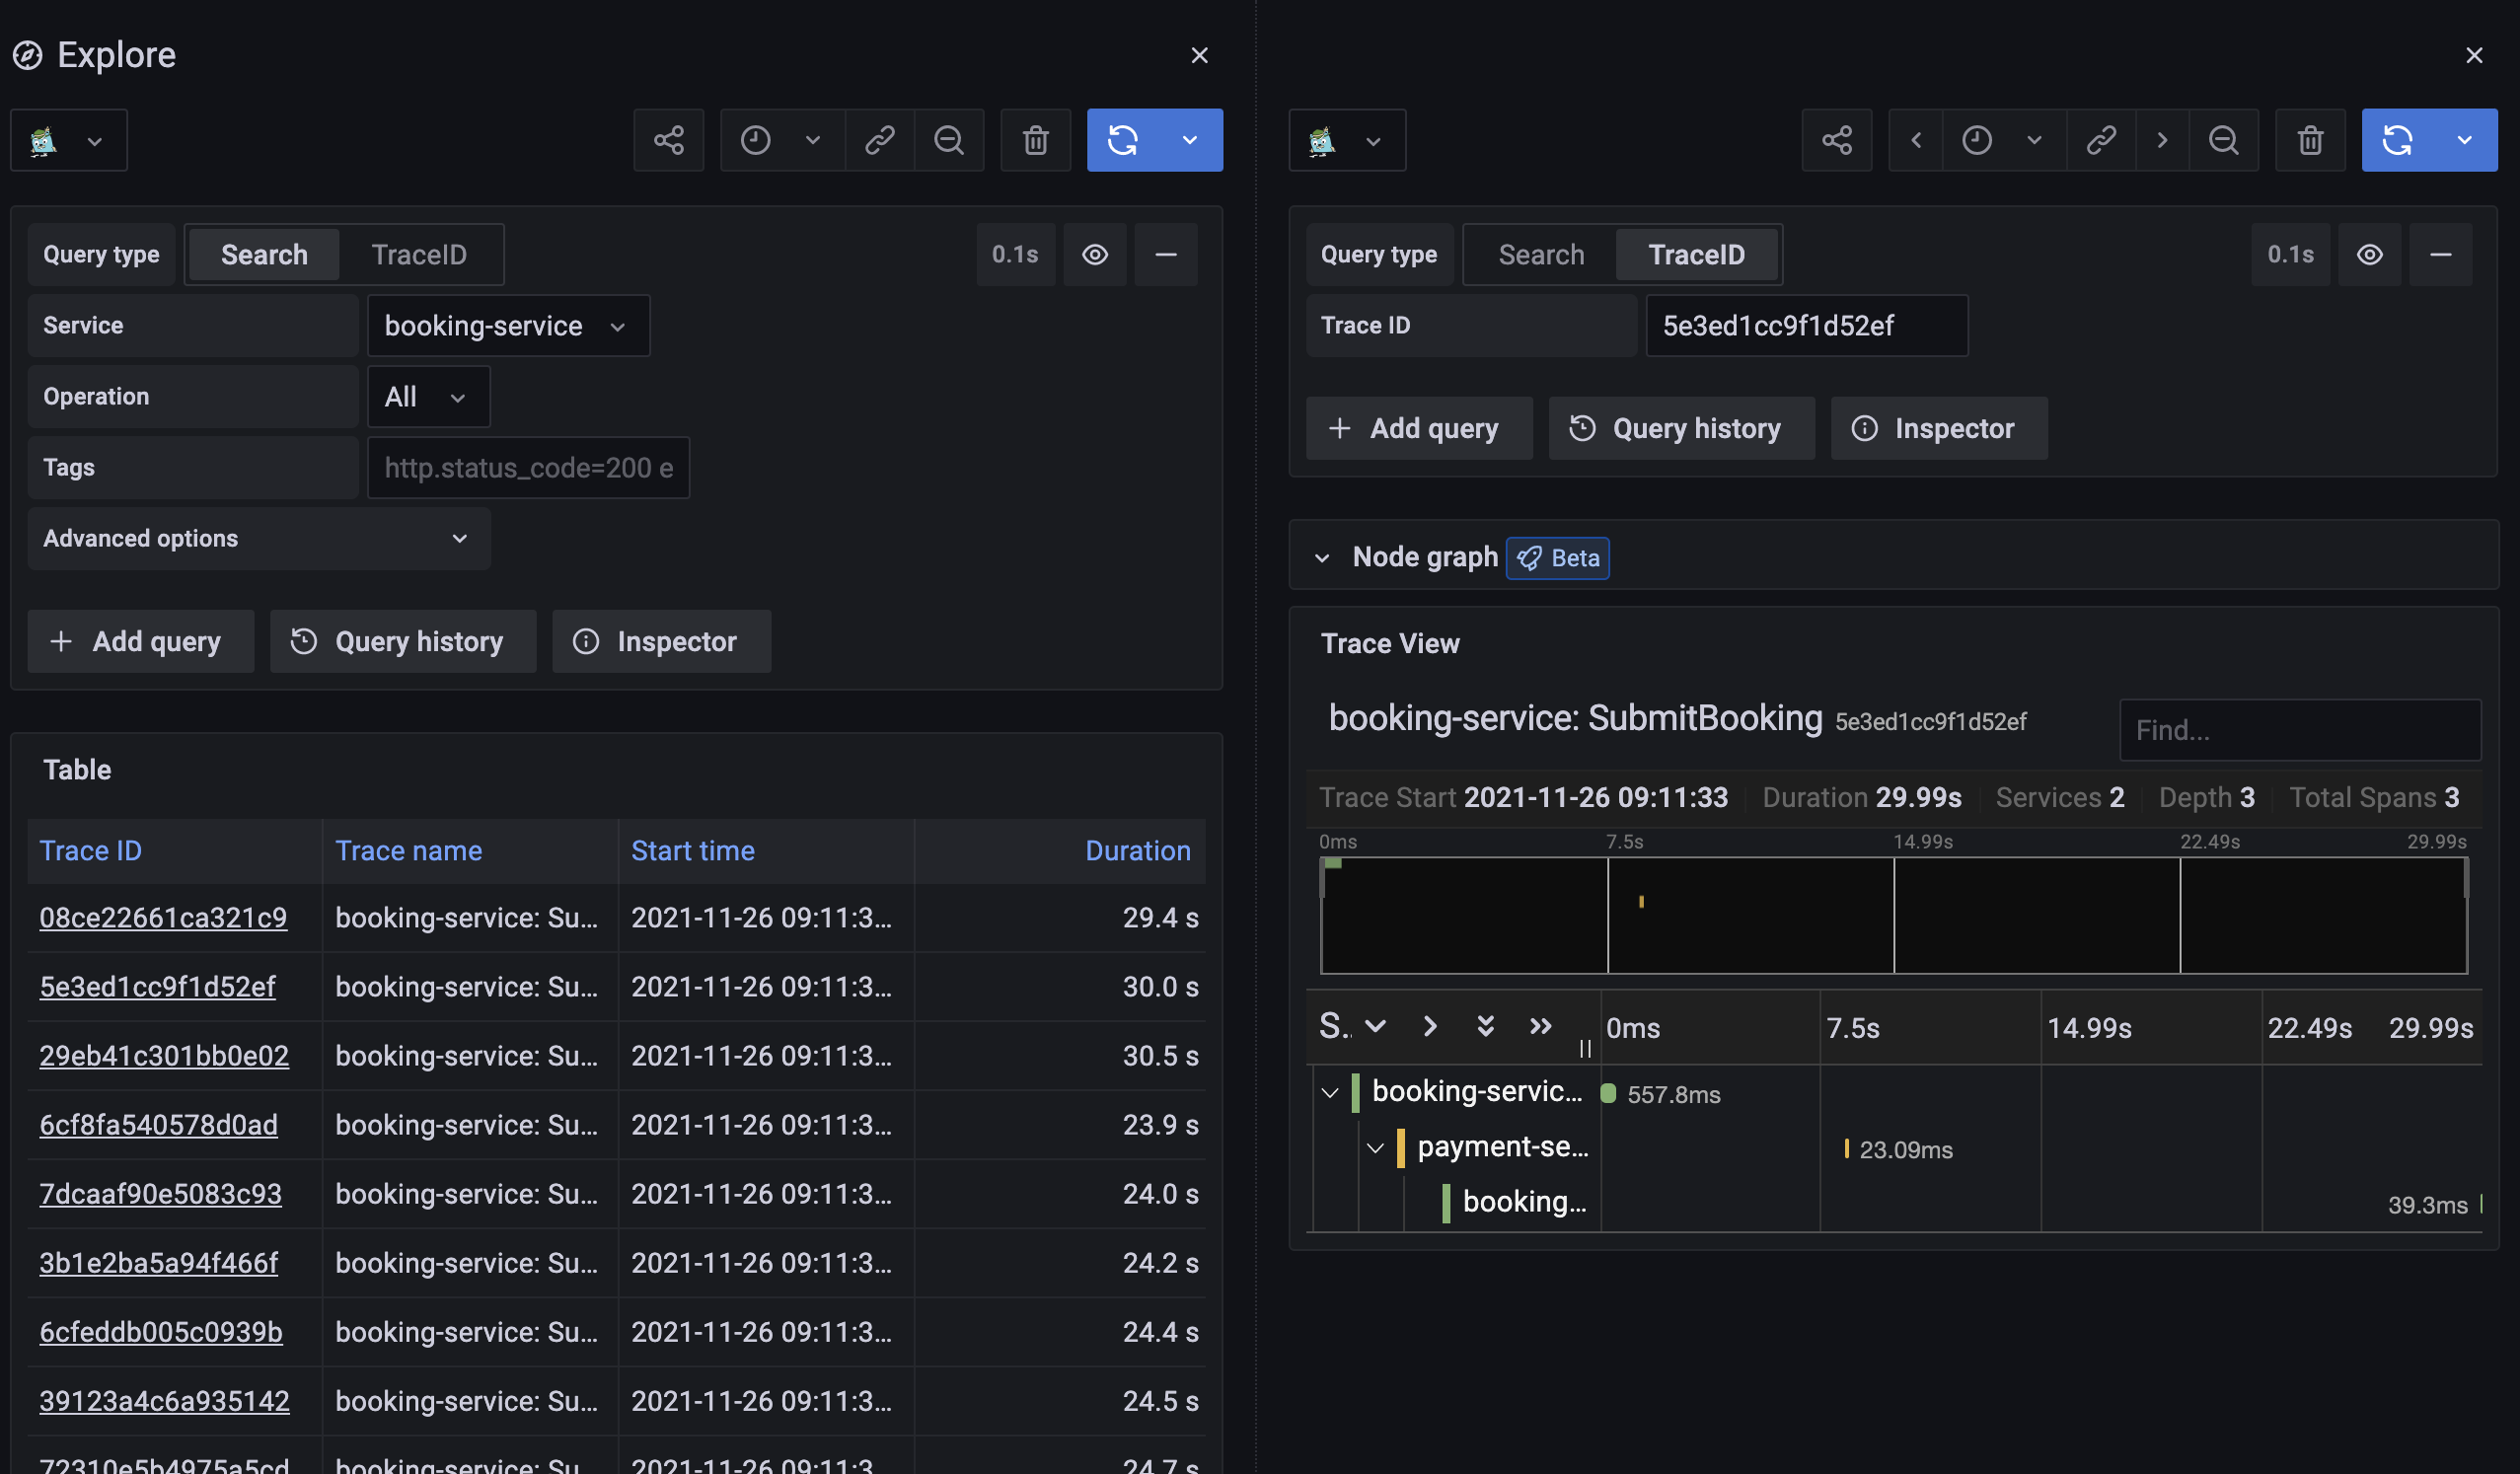 Explore
Query type Search TraceID 0.1s
Service booking-service
Operation All
Tags http.status_code=200 e
Advanced options
Add query Query history Inspector
Table
Trace ID Trace name Start time Duration
08ce22661ca321c9 booking-service: Su... 2021-11-26 09:11:3... 29.4 s
5e3ed1cc9f1d52ef booking-service: Su... 2021-11-26 09:11:3... 30.0 s
29eb41c301bb0e02 booking-service: Su... 2021-11-26 09:11:3... 30.5 s
6cf8fa540578d0ad booking-service: Su... 2021-11-26 09:11:3... 23.9 s
7dcaaf90e5083c93 booking-service: Su... 2021-11-26 09:11:3... 24.0 s
3b1e2ba5a94f466f booking-service: Su... 2021-11-26 09:11:3... 24.2 s
6cfeddb005c0939b booking-service: Su... 2021-11-26 09:11:3... 24.4 s
39123a4c6a935142 booking-service: Su... 2021-11-26 09:11:3... 24.5 s
72310e5b4975a5cd booking-service: Su... 2021-11-26 09:11:3... 24.7 s
Query type Search TraceID 0.1s
Trace ID 5e3ed1cc9f1d52ef
Add query Query history Inspector
Node graph Beta
Trace View
booking-service: SubmitBooking 5e3ed1cc9f1d52ef Find...
Trace Start 2021-11-26 09:11:33 Duration 29.99s Services 2 Depth 3 Total Spans 3
0ms 7.5s 14.99s 22.49s 29.99s
S.. 0ms 7.5s 14.99s 22.49s 29.99s
booking-servic... 557.8ms
payment-se... 23.09ms
booking... 39.3ms